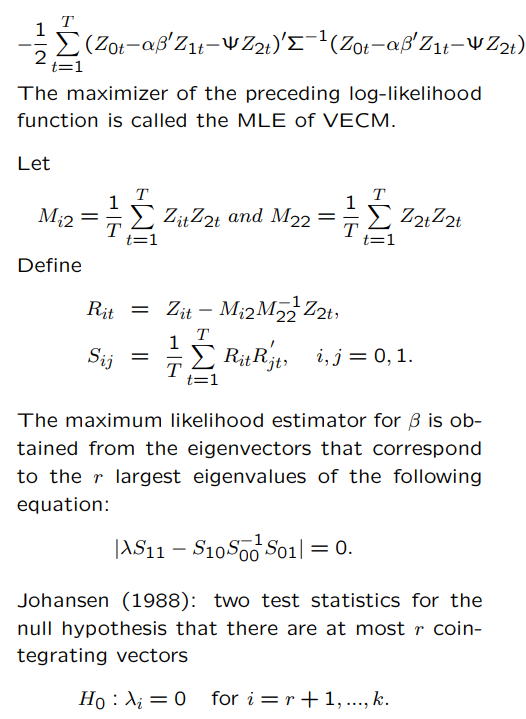 −1/2 ∑_{t=1}^{T} (Z_{0t}−αβ′Z_{1t}−ΨZ_{2t})′Σ^{−1}(Z_{0t}−αβ′Z_{1t}−ΨZ_{2t})
The maximizer of the preceding log-likelihood
function is called the MLE of VECM.
Let
M_{i2} = 1/T ∑_{t=1}^{T} Z_{it}Z_{2t} and M_{22} = 1/T ∑_{t=1}^{T} Z_{2t}Z_{2t}
Define
R_{it} = Z_{it} − M_{i2}M_{22}^{−1}Z_{2t},
S_{ij} = 1/T ∑_{t=1}^{T} R_{it}R′_{jt}, i, j = 0, 1.
The maximum likelihood estimator for β is ob-
tained from the eigenvectors that correspond
to the r largest eigenvalues of the following
equation:
|λS_{11} − S_{10}S_{00}^{−1}S_{01}| = 0.
Johansen (1988): two test statistics for the
null hypothesis that there are at most r coin-
tegrating vectors
H_0 : λ_i = 0 for i = r + 1, ..., k.